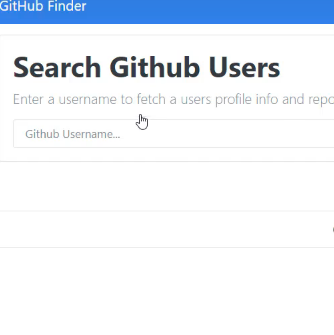 GitHub Finder
Search Github Users
Enter a username to fetch a users profile info and repo
Github Username...